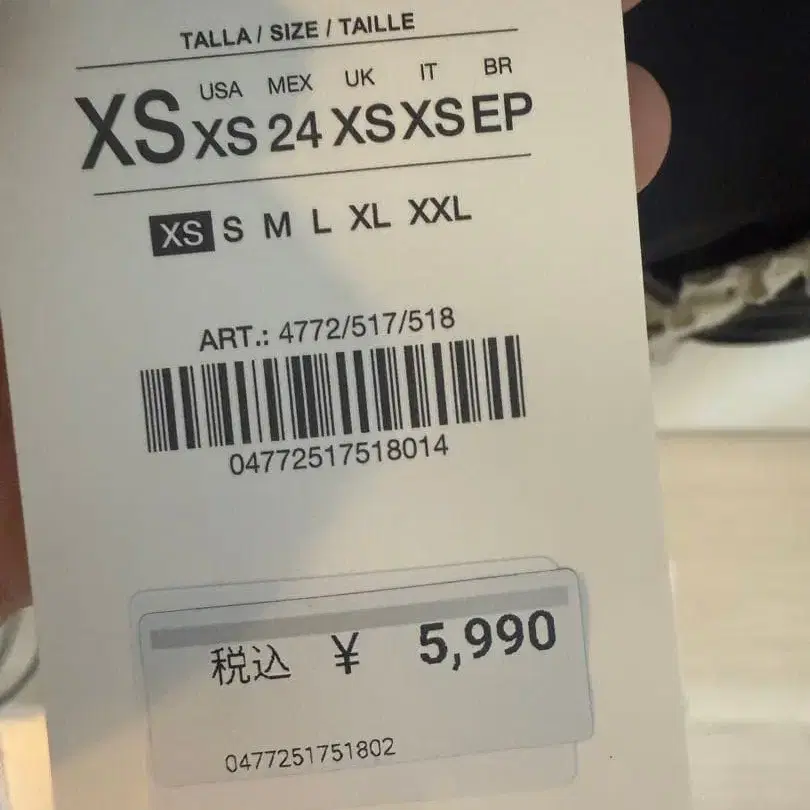 TALLA / SIZE / TAILLE
USA MEX UK IT BR
XS XS 24 XS XS EP
XS S M L XL XXL
ART.: 4772/517/518
04772517518014
税込 ¥ 5,990
0477251751802